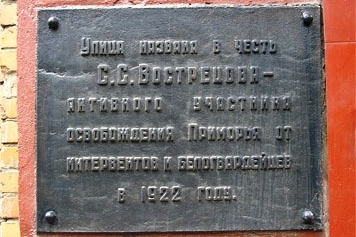 Улица названа в честь
С.С.Вострецова –
активного участника
освобождения Приморья от
интервентов и белогвардейцев
в 1922 году.